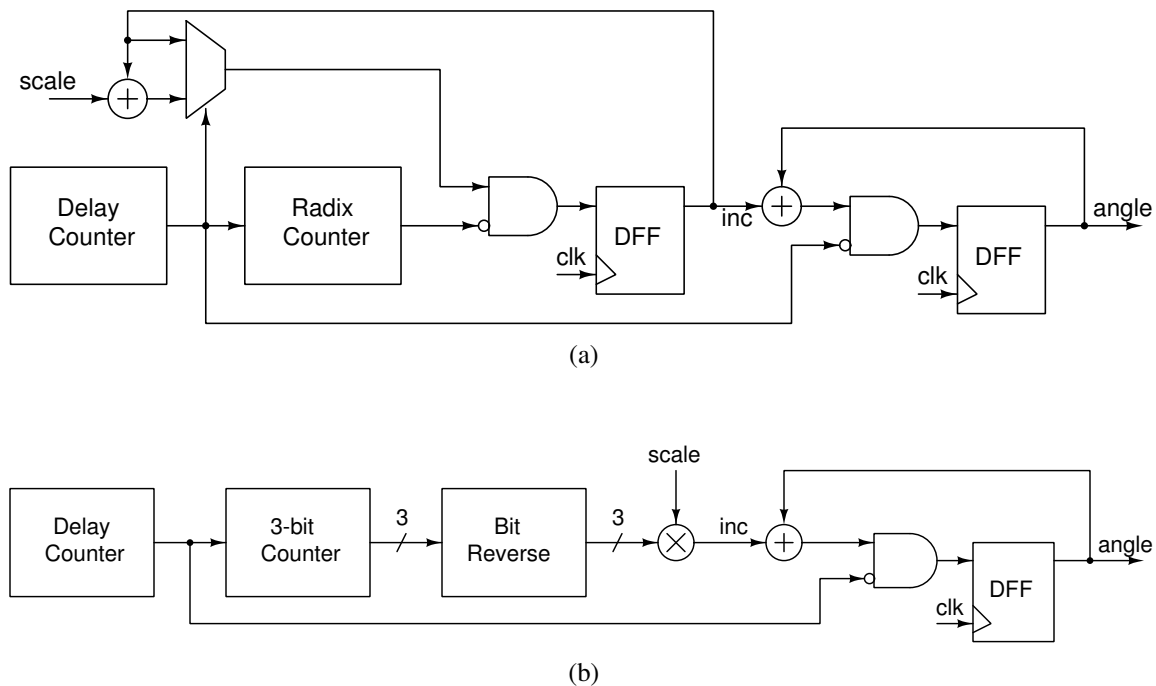 scale
Delay
Counter
Radix
Counter
DFF
clk
inc
DFF
clk
angle
(a)
scale
Delay
Counter
3-bit
Counter
3
Bit
Reverse
3
inc
DFF
clk
angle
(b)